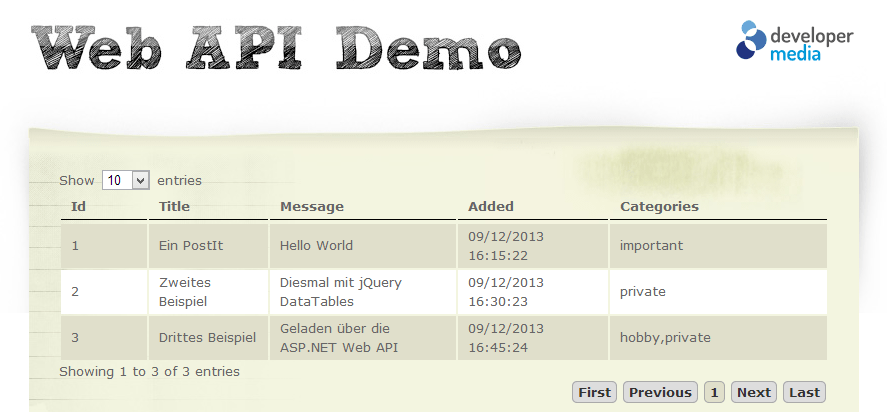 Web API Demo
developer
media
Show 10 entries
Id Title Message Added Categories
1 Ein PostIt Hello World 09/12/2013 16:15:22 important
2 Zweites Beispiel Diesmal mit jQuery DataTables 09/12/2013 16:30:23 private
3 Drittes Beispiel Geladen über die ASP.NET Web API 09/12/2013 16:45:24 hobby,private
Showing 1 to 3 of 3 entries
First Previous 1 Next Last